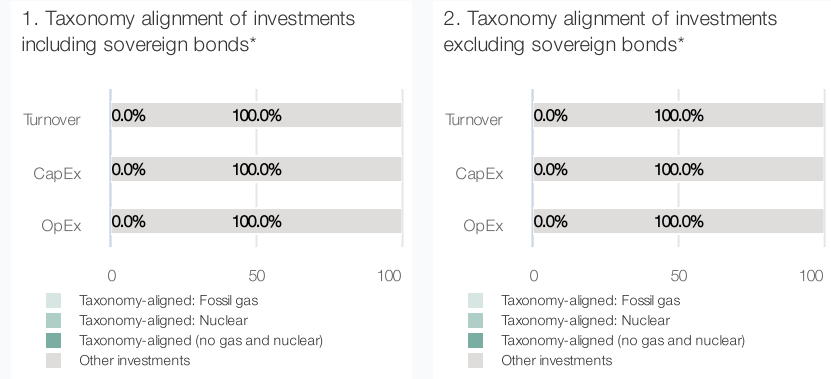 1. Taxonomy alignment of investments
including sovereign bonds*
Turnover
0.0%
100.0%
CapEx
0.0%
100.0%
OpEx
0.0%
100.0%
0
50
100
Taxonomy-aligned: Fossil gas
Taxonomy-aligned: Nuclear
Taxonomy-aligned (no gas and nuclear)
Other investments
2. Taxonomy alignment of investments
excluding sovereign bonds*
Turnover
0.0%
100.0%
CapEx
0.0%
100.0%
OpEx
0.0%
100.0%
0
50
100
Taxonomy-aligned: Fossil gas
Taxonomy-aligned: Nuclear
Taxonomy-aligned (no gas and nuclear)
Other investments